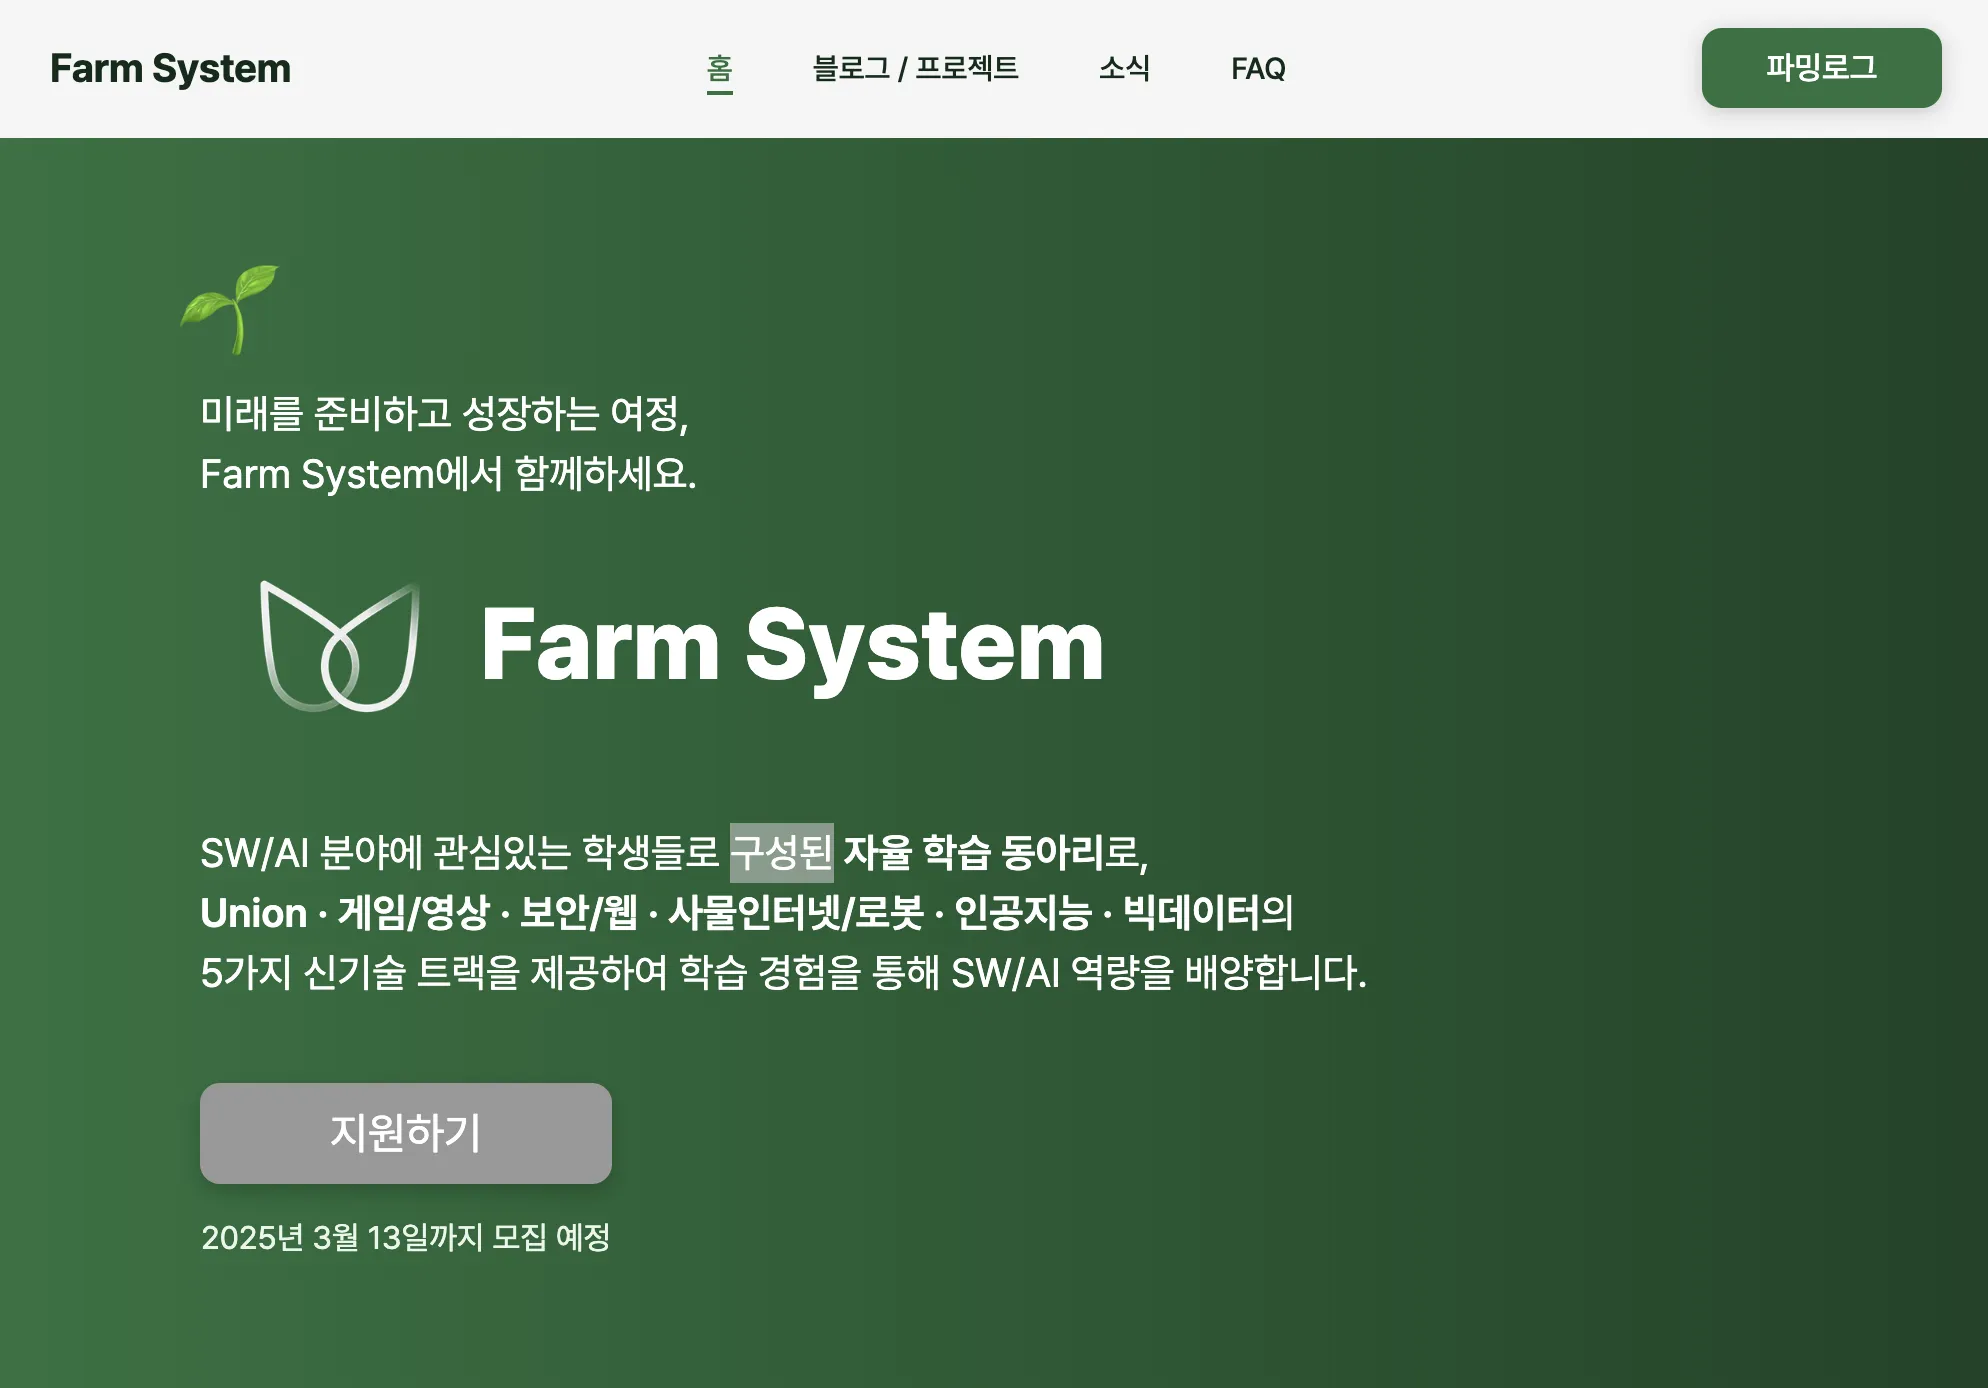 Farm System
홈
블로그 / 프로젝트
소식
FAQ
파밍로그
미래를 준비하고 성장하는 여정,
Farm System에서 함께하세요.
Farm System
SW/AI 분야에 관심있는 학생들로 구성된 자율 학습 동아리로,
Union · 게임/영상 · 보안/웹 · 사물인터넷/로봇 · 인공지능 · 빅데이터의
5가지 신기술 트랙을 제공하여 학습 경험을 통해 SW/AI 역량을 배양합니다.
지원하기
2025년 3월 13일까지 모집 예정